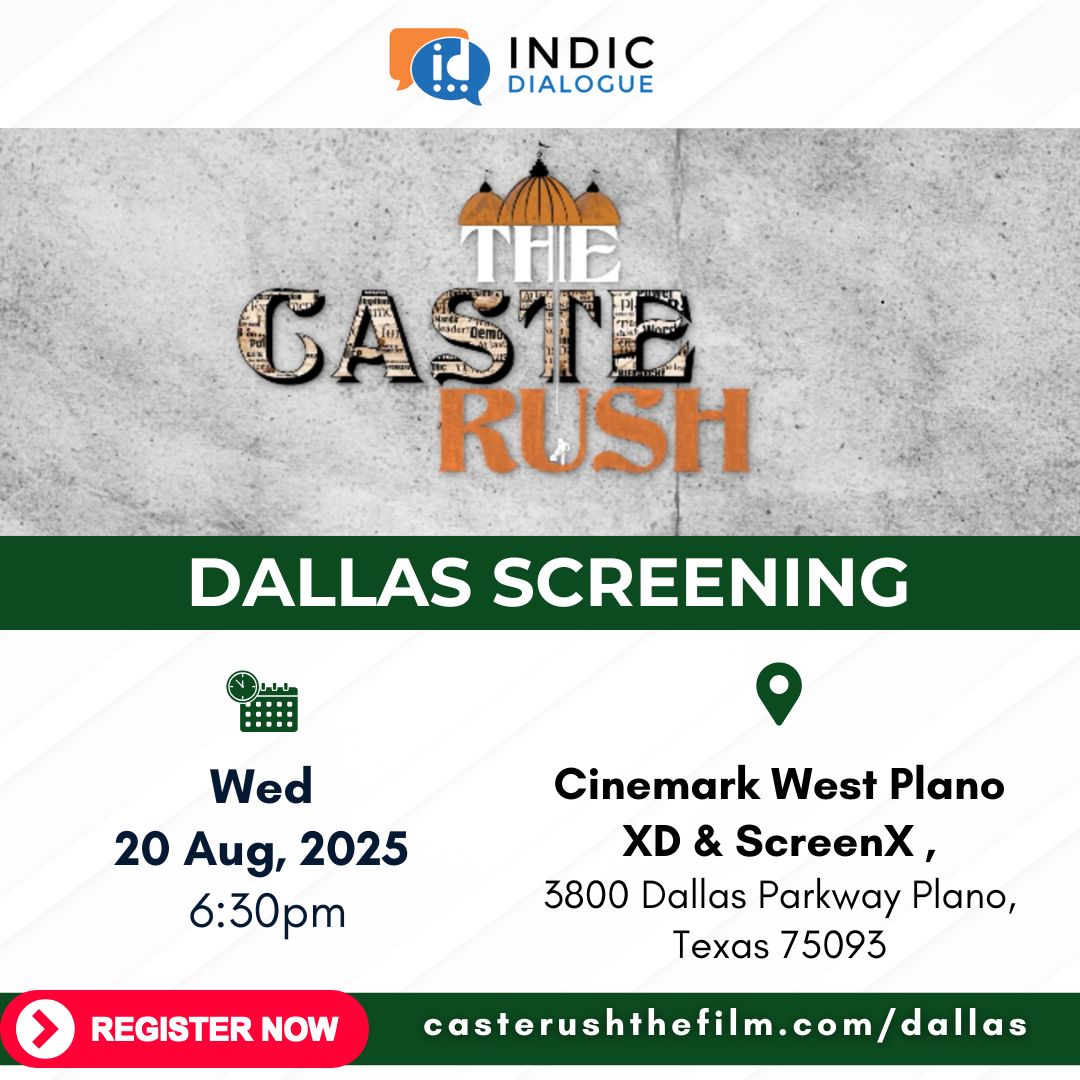 id
INDIC
DIALOGUE
THE
CASTE
RUSH
DALLAS SCREENING
Wed
20 Aug, 2025
6:30pm
Cinemark West Plano
XD & ScreenX ,
3800 Dallas Parkway Plano,
Texas 75093
REGISTER NOW
casterushthefilm.com/dallas